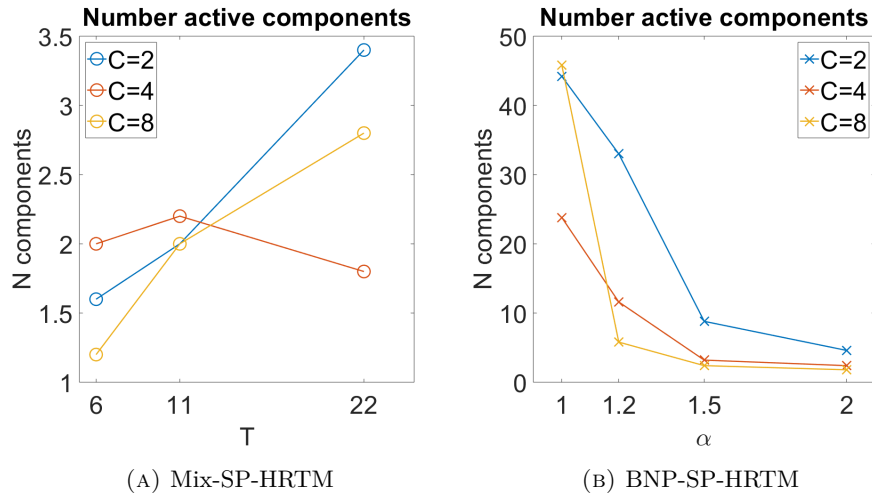 Number active components
3.5
3
2.5
2
1.5
1
N components
C=2
C=4
C=8
6 11 22
T
(A) Mix-SP-HRTM
Number active components
50
40
30
20
10
0
N components
C=2
C=4
C=8
1 1.2 1.5 2
α
(B) BNP-SP-HRTM